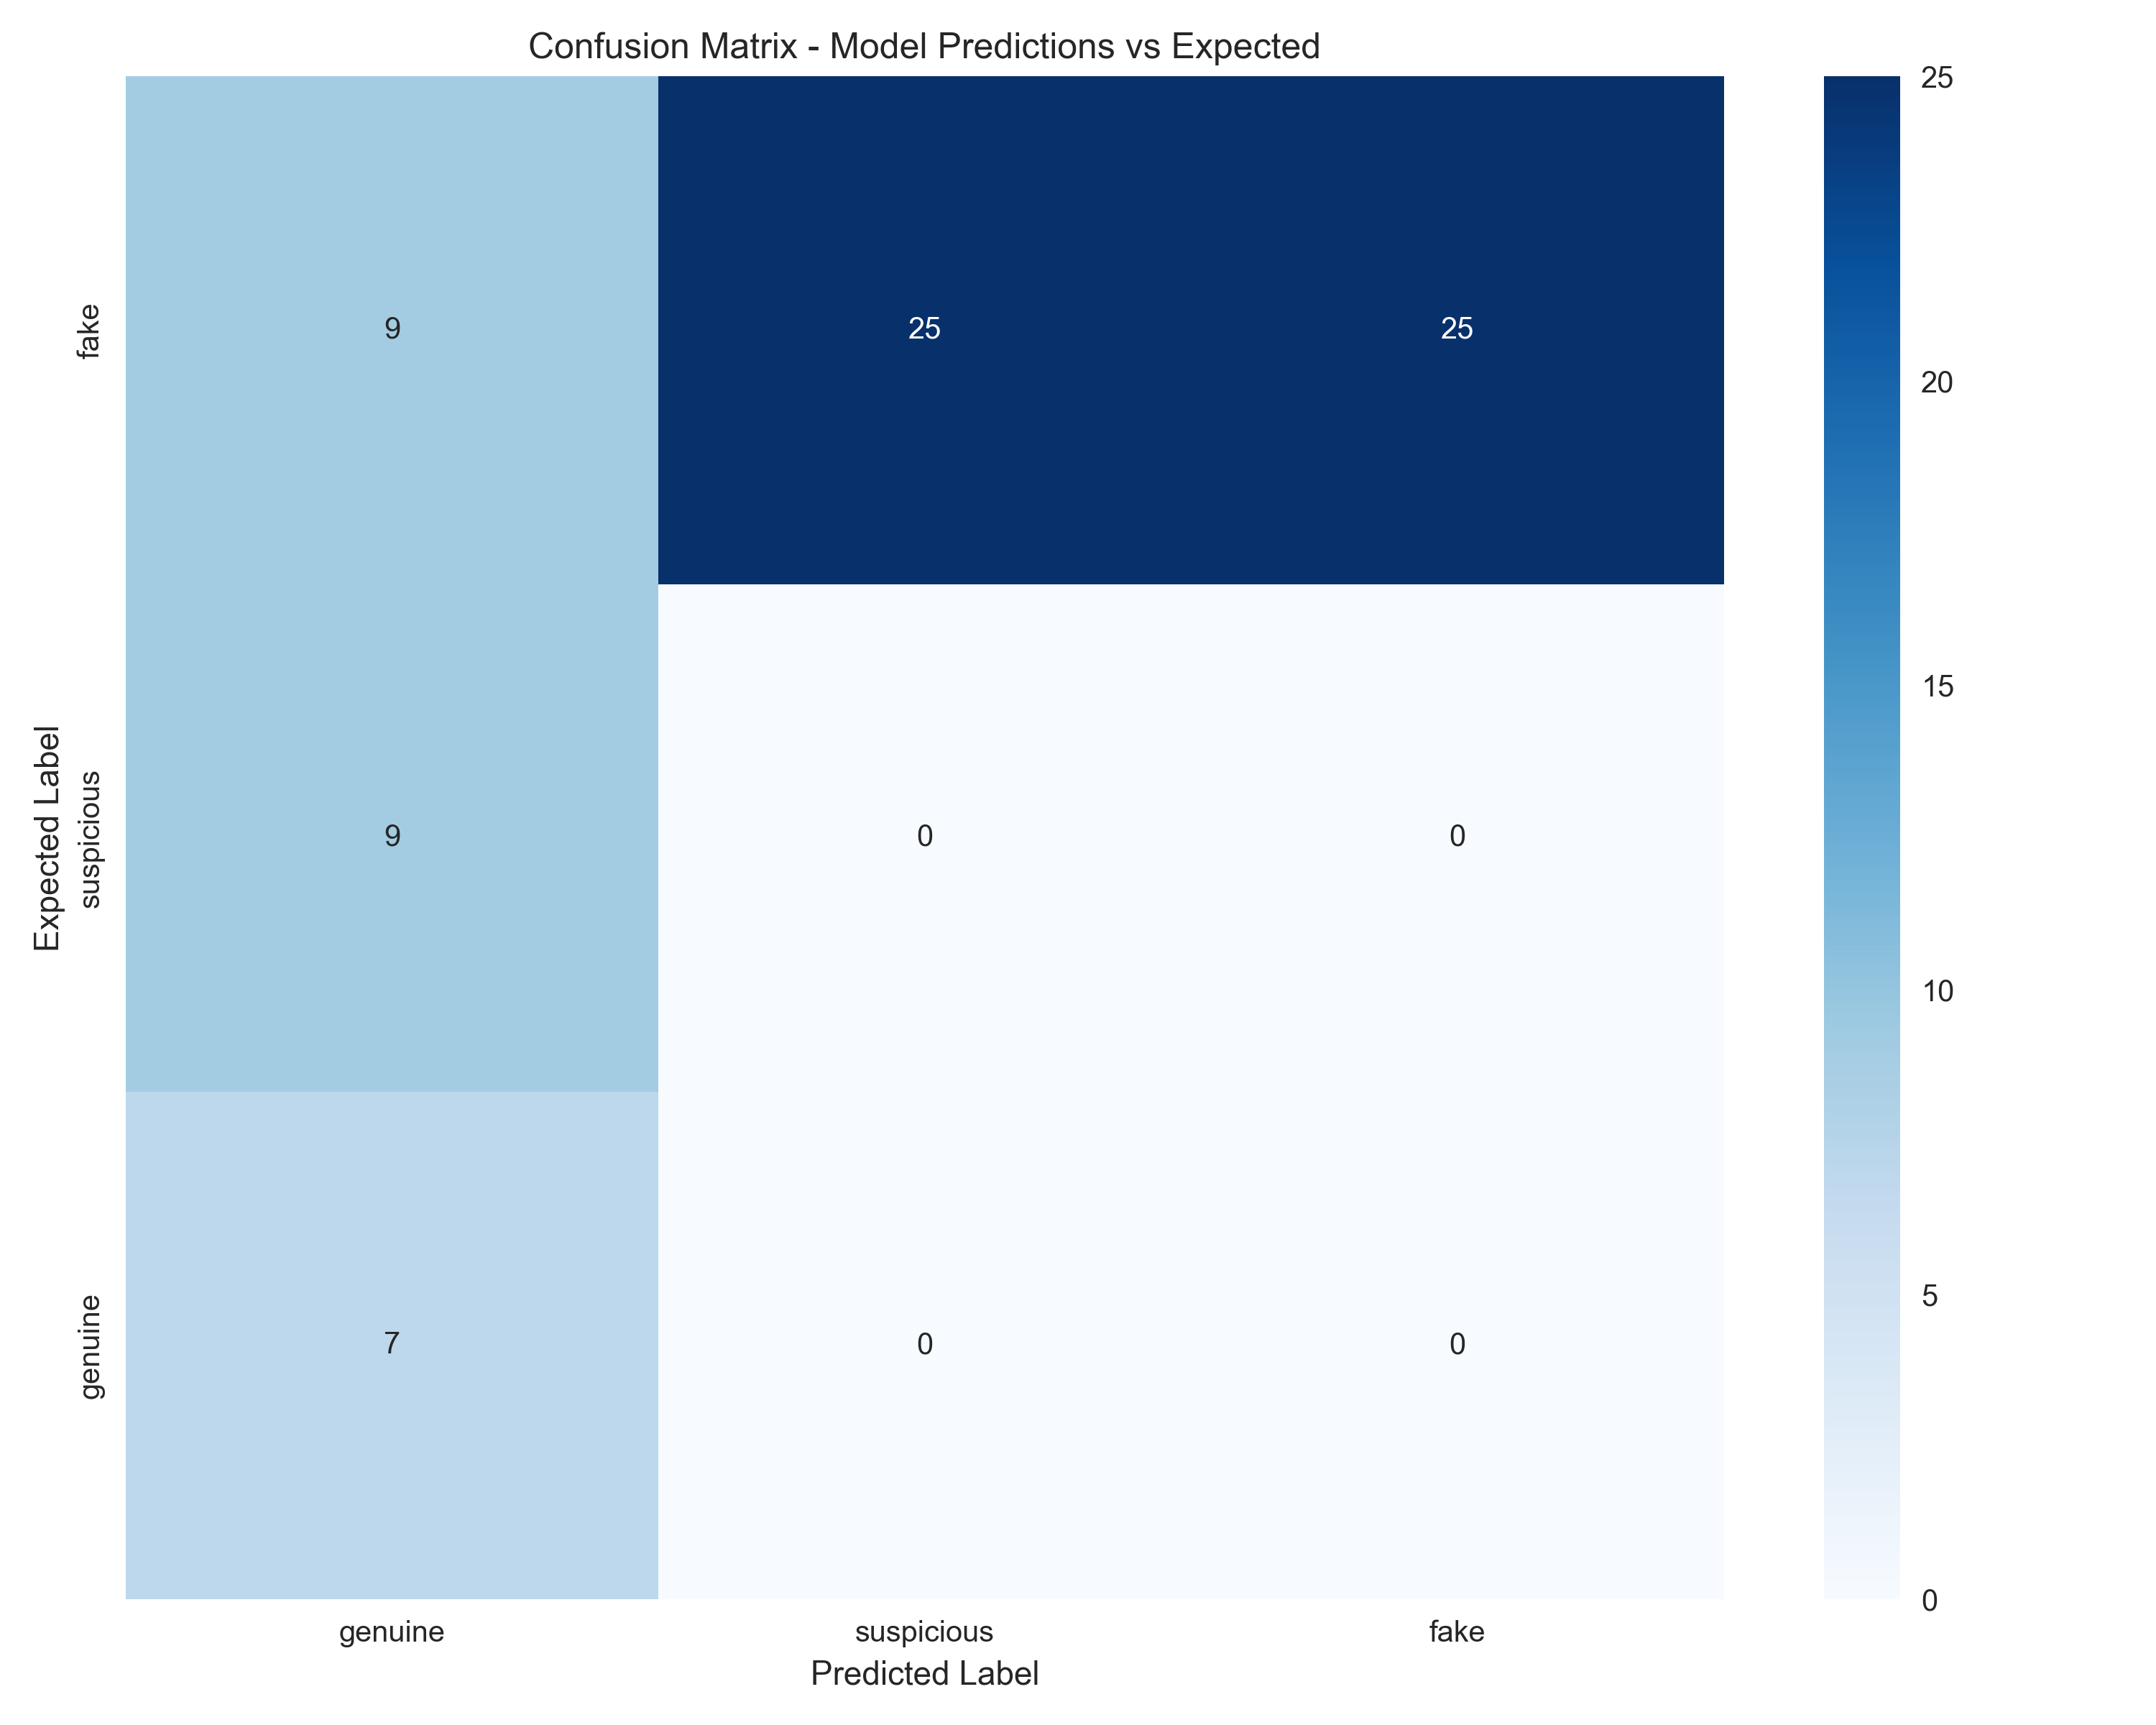 Confusion Matrix - Model Predictions vs Expected
Expected Label
fake
9 25 25
suspicious
9 0 0
genuine
7 0 0
genuine suspicious fake
Predicted Label
25
20
15
10
5
0